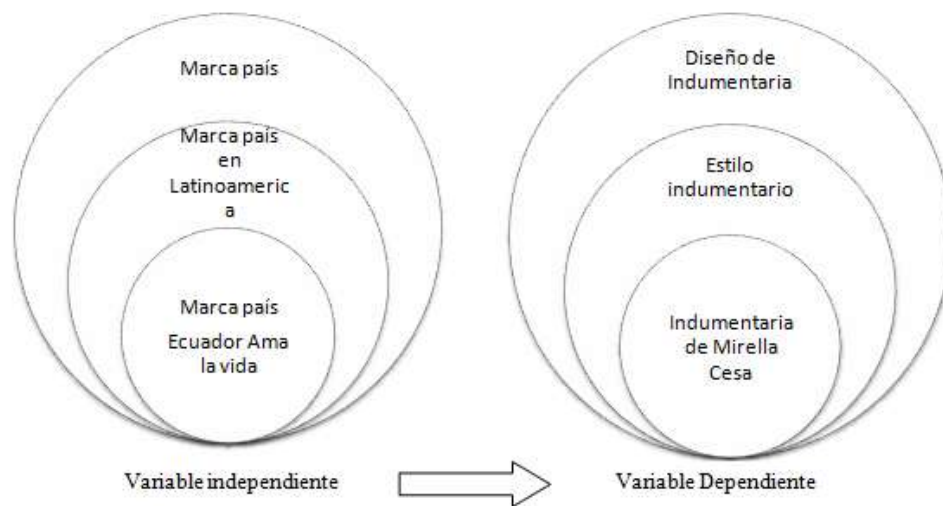 Marca país
Marca país
en
Latinoameric
a
Marca país
Ecuador Ama
la vida
Variable independiente
Diseño de
Indumentaria
Estilo
indumentario
Indumentaria
de Mirella
Cesa
Variable Dependiente